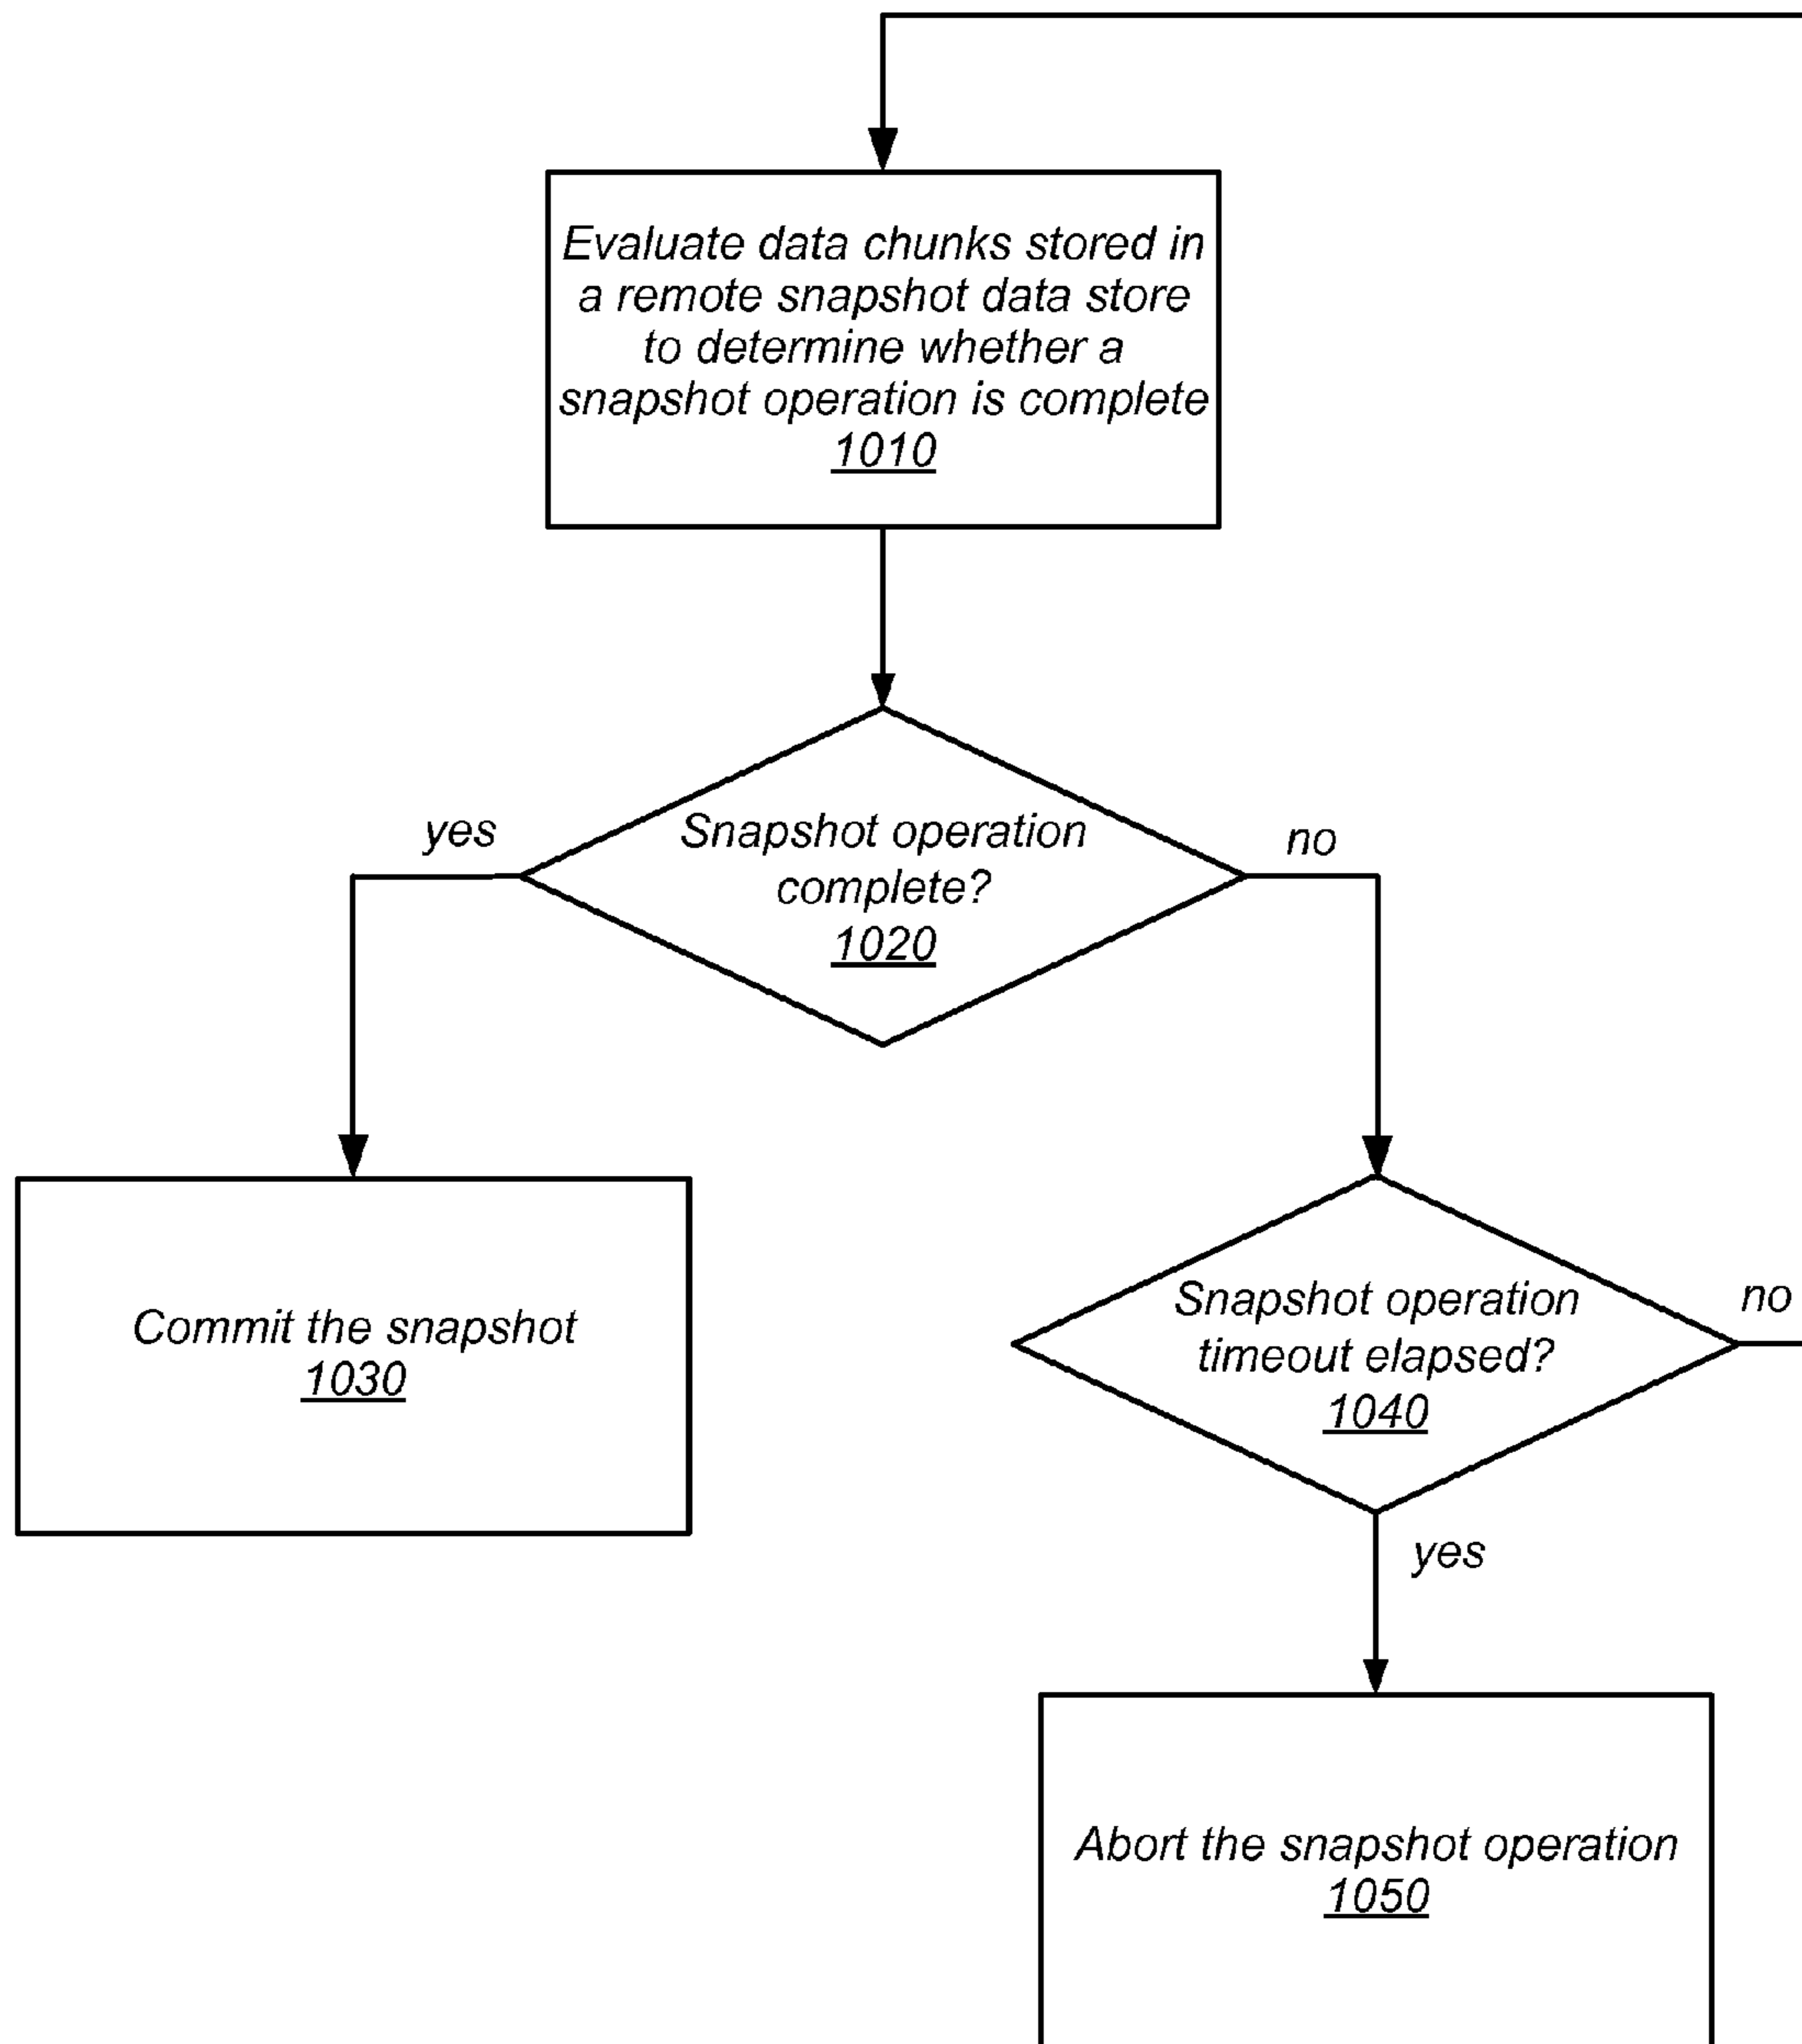 Evaluate data chunks stored in
a remote snapshot data store
to determine whether a
snapshot operation is complete
1010
yes
Snapshot operation
complete?
1020
no
Commit the snapshot
1030
Snapshot operation
timeout elapsed?
1040
no
yes
Abort the snapshot operation
1050